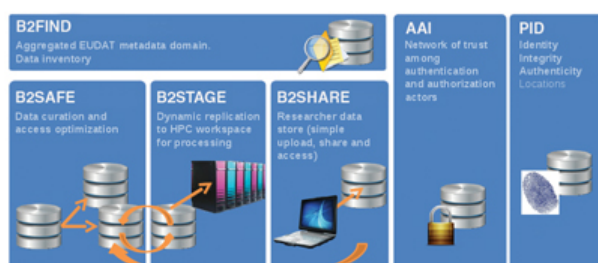 B2FIND
Aggregated EUDAT metadata domain.
Data inventory
B2SAFE
Data curation and
access optimization
B2STAGE
Dynamic replication
to HPC workspace
for processing
B2SHARE
Researcher data
store (simple
upload, share and
access)
AAI
Network of trust
among
authentication
and authorization
actors
PID
Identity
Integrity
Authenticity
Locations